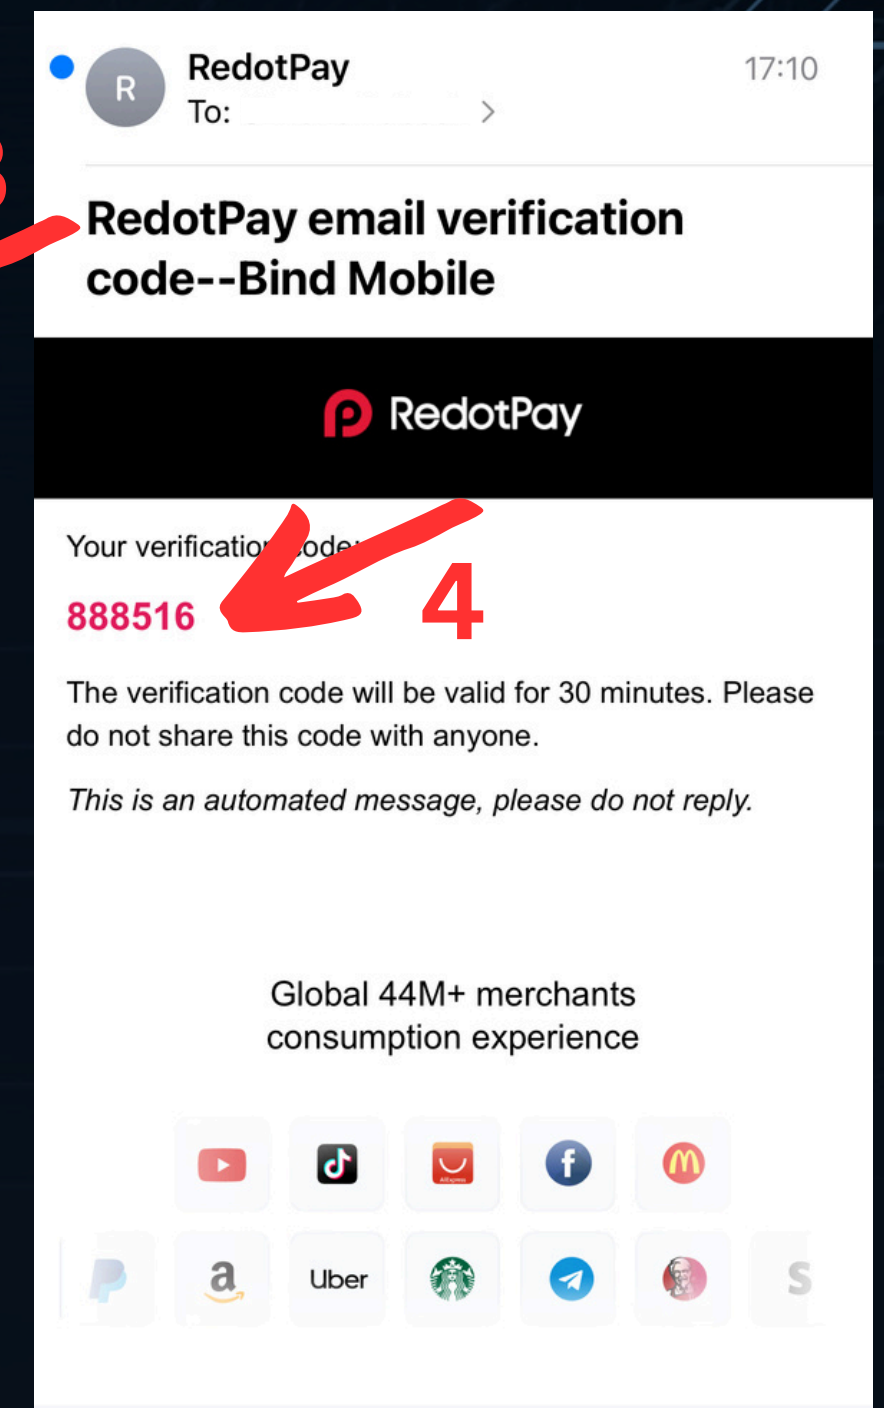 RedotPay
17:10
R
To:
3
RedotPay email verification
code--Bind Mobile
RedotPay
Your verification code:
888516
4
The verification code will be valid for 30 minutes. Please
do not share this code with anyone.
This is an automated message, please do not reply.
Global 44M+ merchants
consumption experience
AliExpress
f
a
Uber
S